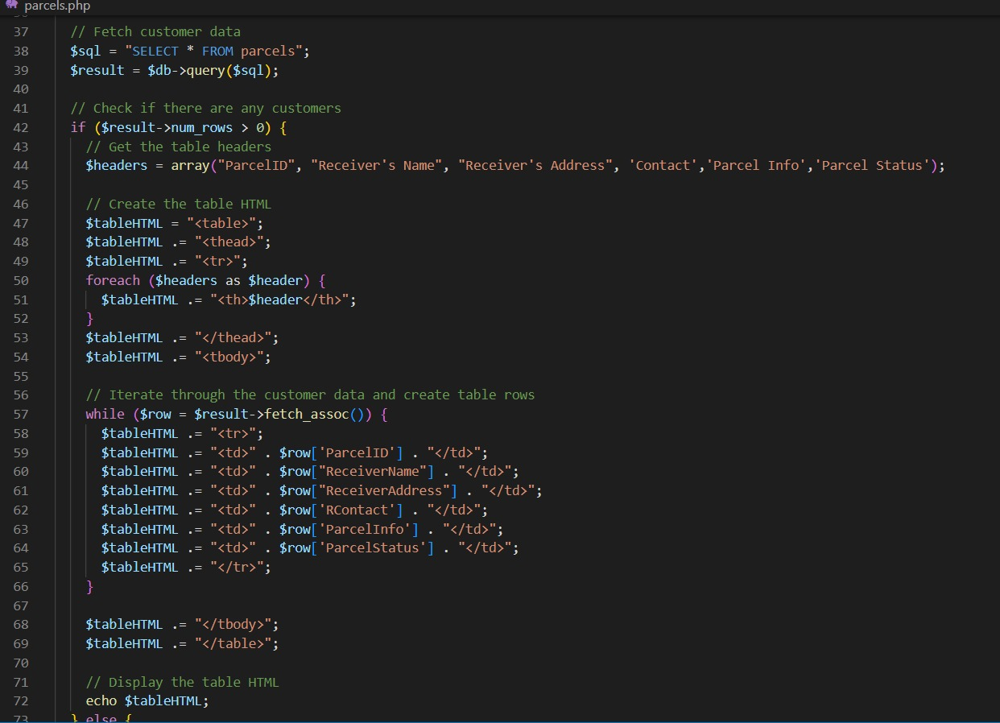 parcels.php
37 // Fetch customer data
38 $sql = "SELECT * FROM parcels";
39 $result = $db->query($sql);
40
41 // Check if there are any customers
42 if ($result->num_rows > 0) {
43 // Get the table headers
44 $headers = array("ParcelID", "Receiver's Name", "Receiver's Address", 'Contact','Parcel Info','Parcel Status');
45
46 // Create the table HTML
47 $tableHTML = "<table>";
48 $tableHTML .= "<thead>";
49 $tableHTML .= "<tr>";
50 foreach ($headers as $header) {
51 $tableHTML .= "<th>$header</th>";
52 }
53 $tableHTML .= "</thead>";
54 $tableHTML .= "<tbody>";
55
56 // Iterate through the customer data and create table rows
57 while ($row = $result->fetch_assoc()) {
58 $tableHTML .= "<tr>";
59 $tableHTML .= "<td>" . $row['ParcelID'] . "</td>";
60 $tableHTML .= "<td>" . $row["ReceiverName"] . "</td>";
61 $tableHTML .= "<td>" . $row["ReceiverAddress"] . "</td>";
62 $tableHTML .= "<td>" . $row['RContact'] . "</td>";
63 $tableHTML .= "<td>" . $row['ParcelInfo'] . "</td>";
64 $tableHTML .= "<td>" . $row['ParcelStatus'] . "</td>";
65 $tableHTML .= "</tr>";
66 }
67
68 $tableHTML .= "</tbody>";
69 $tableHTML .= "</table>";
70
71 // Display the table HTML
72 echo $tableHTML;
73 } else {